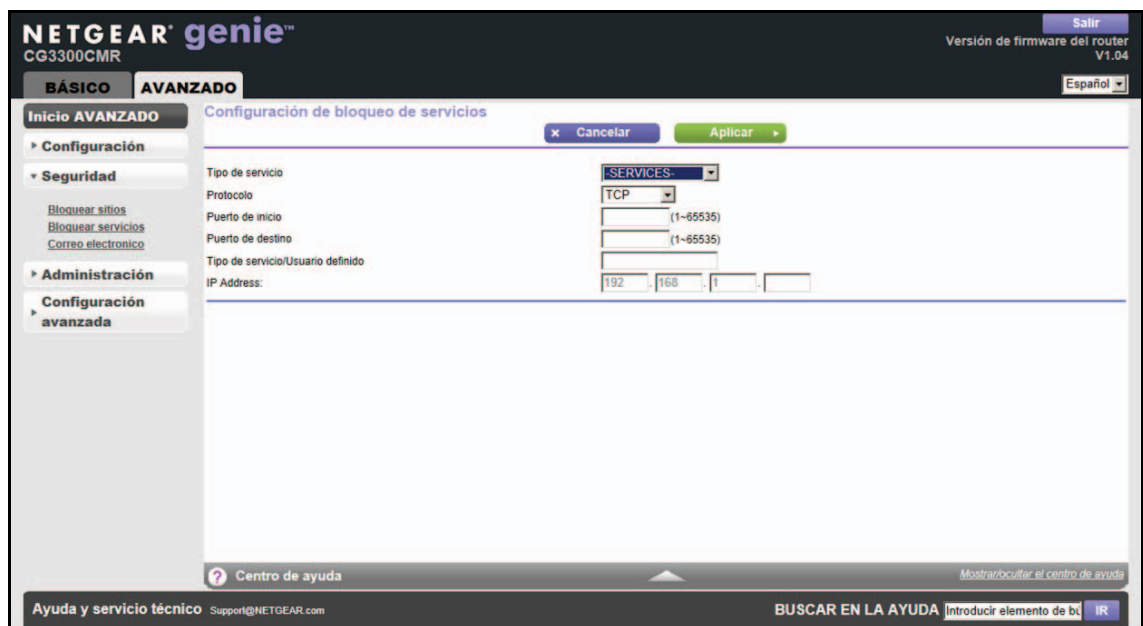 NETGEAR® genie™
Salir
CG3300CMR
Versión de firmware del router
V1.04
BÁSICO
AVANZADO
Español
Inicio AVANZADO
Configuración
Seguridad
Bloquear sitios
Bloquear servicios
Correo electronico
Administración
Configuración
avanzada
Configuración de bloqueo de servicios
x Cancelar
Aplicar
Tipo de servicio -SERVICES-
Protocolo TCP
Puerto de inicio (1~65535)
Puerto de destino (1~65535)
Tipo de servicio/Usuario definido
IP Address: 192 . 168 . 1 .
? Centro de ayuda
Mostrar/ocultar el centro de ayuda
Ayuda y servicio técnico Support@NETGEAR.com
BUSCAR EN LA AYUDA Introducir elemento de bú IR